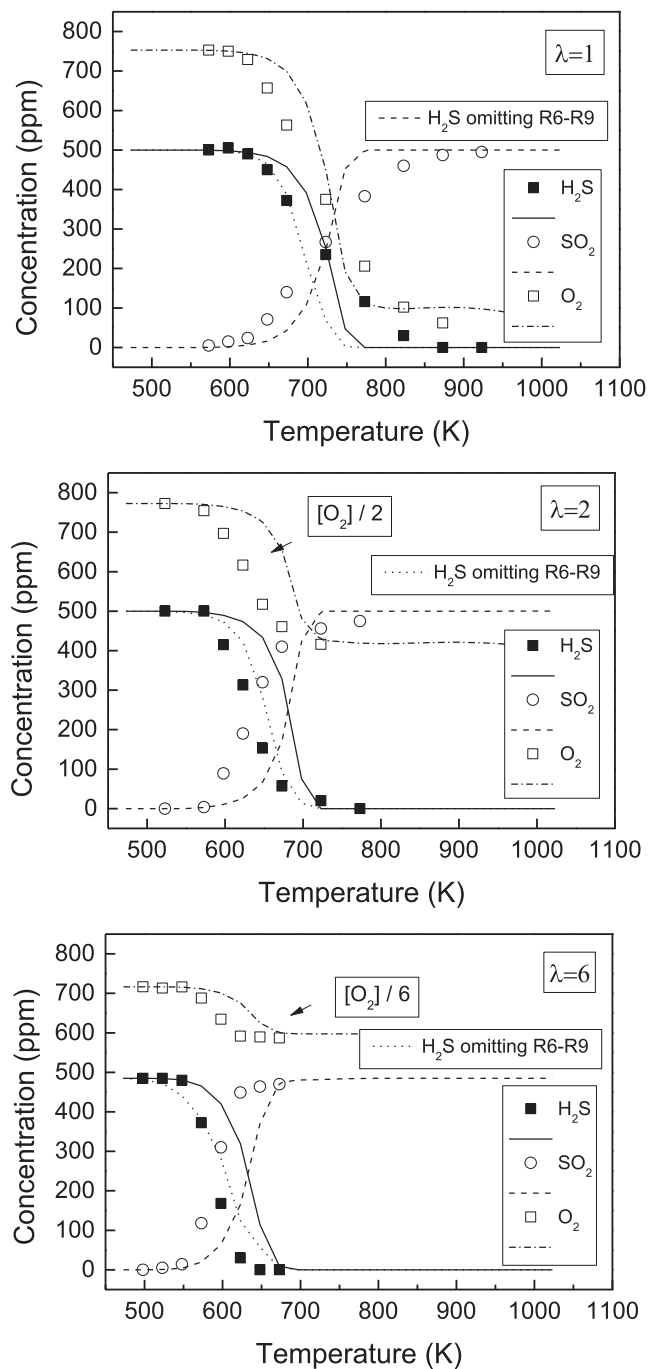 800
λ=1
700
600
H₂S omitting R6-R9
500
H₂S
400
SO₂
300
O₂
200
100
0
Concentration (ppm)
500 600 700 800 900 1000 1100
Temperature (K)
800
[O₂] / 2
λ=2
700
600
H₂S omitting R6-R9
500
H₂S
400
SO₂
300
O₂
200
100
0
Concentration (ppm)
500 600 700 800 900 1000 1100
Temperature (K)
800
λ=6
[O₂] / 6
700
600
H₂S omitting R6-R9
500
H₂S
400
SO₂
300
O₂
200
100
0
Concentration (ppm)
500 600 700 800 900 1000 1100
Temperature (K)